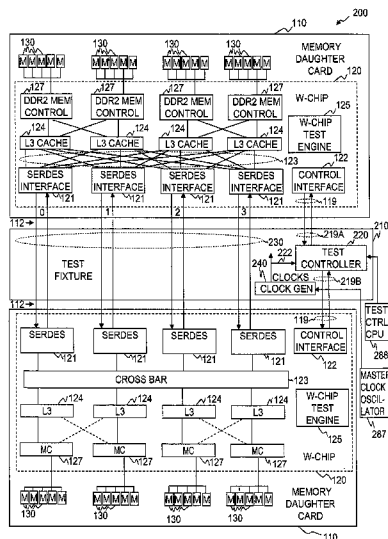 110
200
130 130 130 130
M M M M M M M M M M M M M M M M M M M M
MEMORY
DAUGHTER
CARD
120
127 127 127 127
DDR2 MEM
CONTROL
DDR2 MEM
CONTROL
DDR2 MEM
CONTROL
DDR2 MEM
CONTROL
W-CHIP
125
W-CHIP
TEST
ENGINE
124 124 124 124
L3 CACHE L3 CACHE L3 CACHE L3 CACHE
123
122
SERDES
INTERFACE
SERDES
INTERFACE
SERDES
INTERFACE
SERDES
INTERFACE
CONTROL
INTERFACE
121 121 121 121
119
0 1 2 3
112
219A
210
230
220
TEST
FIXTURE
TEST
CONTROLLER
222
240
219B
CLOCKS
CLOCK GEN
112
119
TEST
CTRL
CPU
288
SERDES SERDES SERDES SERDES
CONTROL
INTERFACE
121 121 121 121
122
MASTER
CLOCK
OSCIL-
LATOR
287
CROSS BAR
123
124 124 124 124
L3 L3 L3 L3
W-CHIP
TEST
ENGINE
125
MC MC MC MC
127 127 127 127
W-CHIP
120
M M M M M M M M M M M M M M M M M M M M
130 130 130 130
MEMORY
DAUGHTER
CARD
110